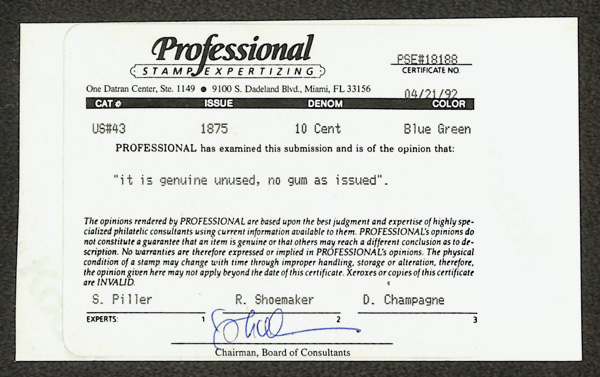 Professional
STAMP EXPERTIZING
PSE#18188
CERTIFICATE NO.
One Datran Center, Ste. 1149 • 9100 S. Dadeland Blvd., Miami, FL 33156
04/21/92
CAT # ISSUE DENOM COLOR
US#43 1875 10 Cent Blue Green
PROFESSIONAL has examined this submission and is of the opinion that:
"it is genuine unused, no gum as issued".
The opinions rendered by PROFESSIONAL are based upon the best judgment and expertise of highly spe-
cialized philatelic consultants using current information available to them. PROFESSIONAL's opinions do
not constitute a guarantee that an item is genuine or that others may reach a different conclusion as to de-
scription. No warranties are therefore expressed or implied in PROFESSIONAL's opinions. The physical
condition of a stamp may change with time through improper handling, storage or alteration, therefore,
the opinion given here may not apply beyond the date of this certificate. Xeroxes or copies of this certificate
are INVALID.
S. Piller R. Shoemaker D. Champagne
EXPERTS: 1 2 3
Chairman, Board of Consultants